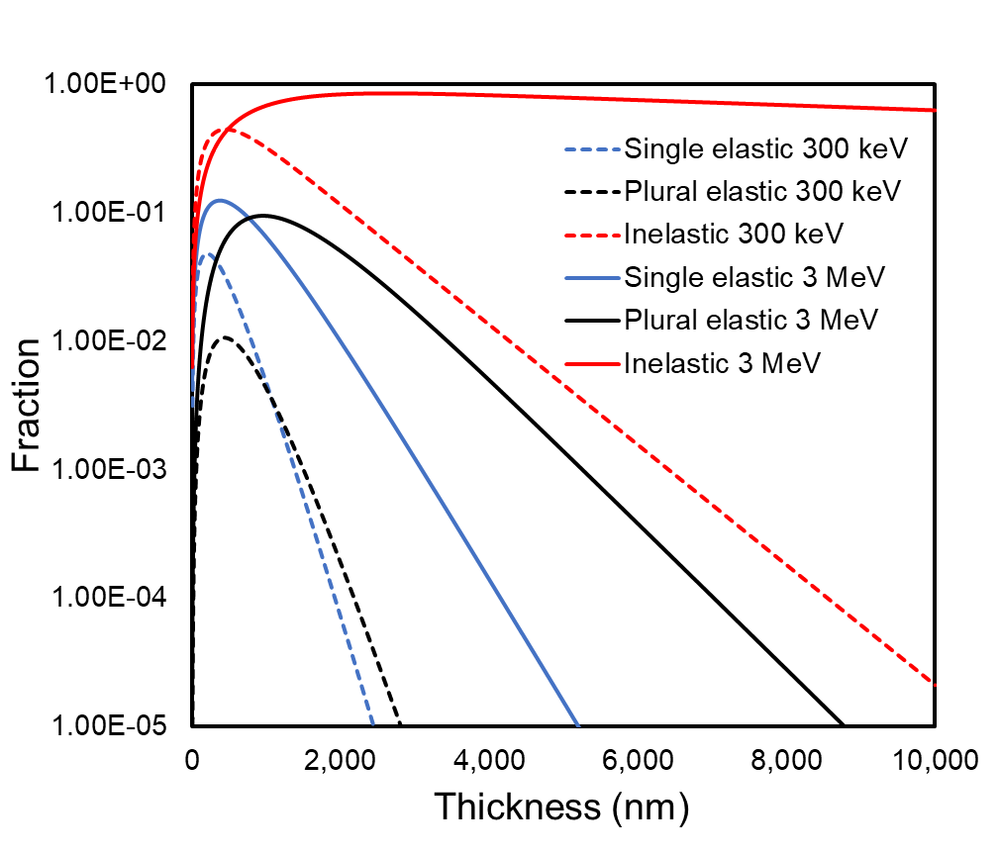 1.00E+00
1.00E-01
1.00E-02
1.00E-03
1.00E-04
1.00E-05
Fraction
Single elastic 300 keV
Plural elastic 300 keV
Inelastic 300 keV
Single elastic 3 MeV
Plural elastic 3 MeV
Inelastic 3 MeV
0 2,000 4,000 6,000 8,000 10,000
Thickness (nm)